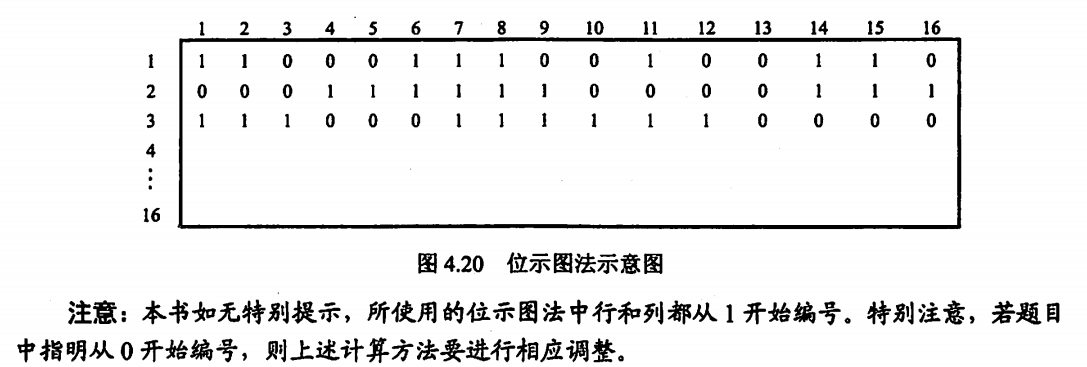 1 2 3 4 5 6 7 8 9 10 11 12 13 14 15 16
1 1 1 0 0 0 1 1 1 0 0 1 0 0 1 1 0
2 0 0 0 1 1 1 1 1 1 0 0 0 0 1 1 1
3 1 1 1 0 0 0 1 1 1 1 1 1 0 0 0 0
4
⋮
16
图 4.20 位示图法示意图
注意：本书如无特别提示，所使用的位示图法中行和列都从 1 开始编号。特别注意，若题目
中指明从 0 开始编号，则上述计算方法要进行相应调整。